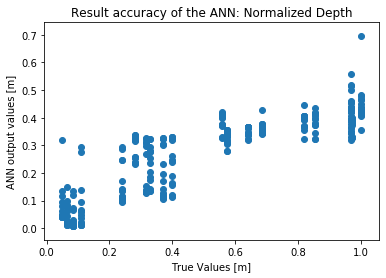 Result accuracy of the ANN: Normalized Depth
ANN output values [m]
0.7
0.6
0.5
0.4
0.3
0.2
0.1
0.0
0.0 0.2 0.4 0.6 0.8 1.0
True Values [m]